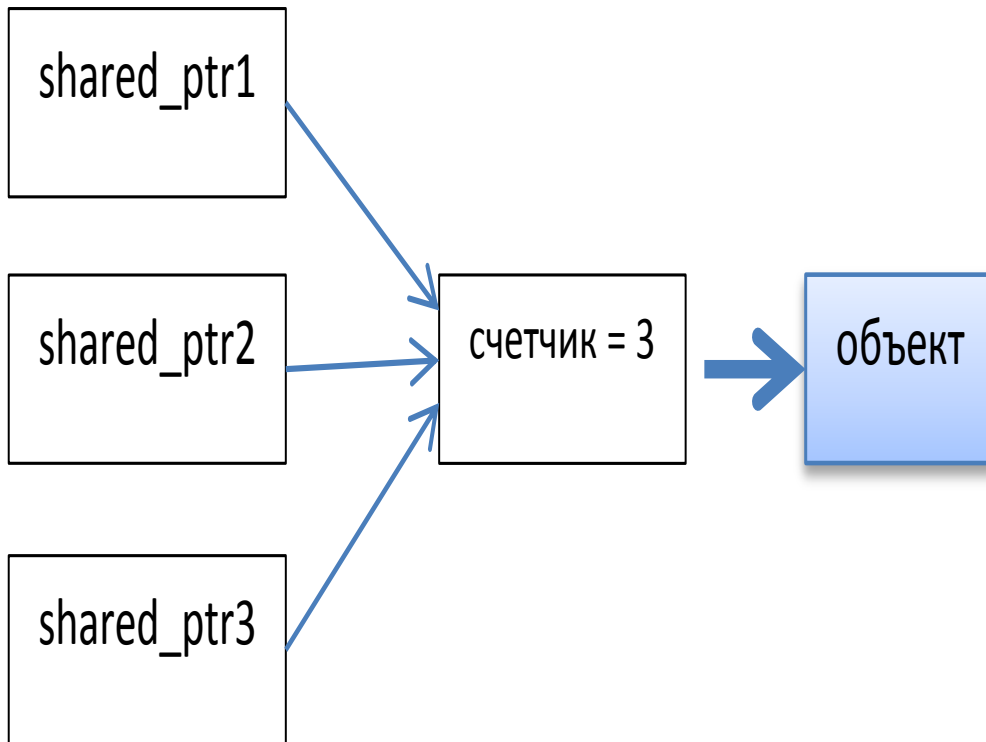 shared_ptr1
shared_ptr2
счетчик = 3
объект
shared_ptr3